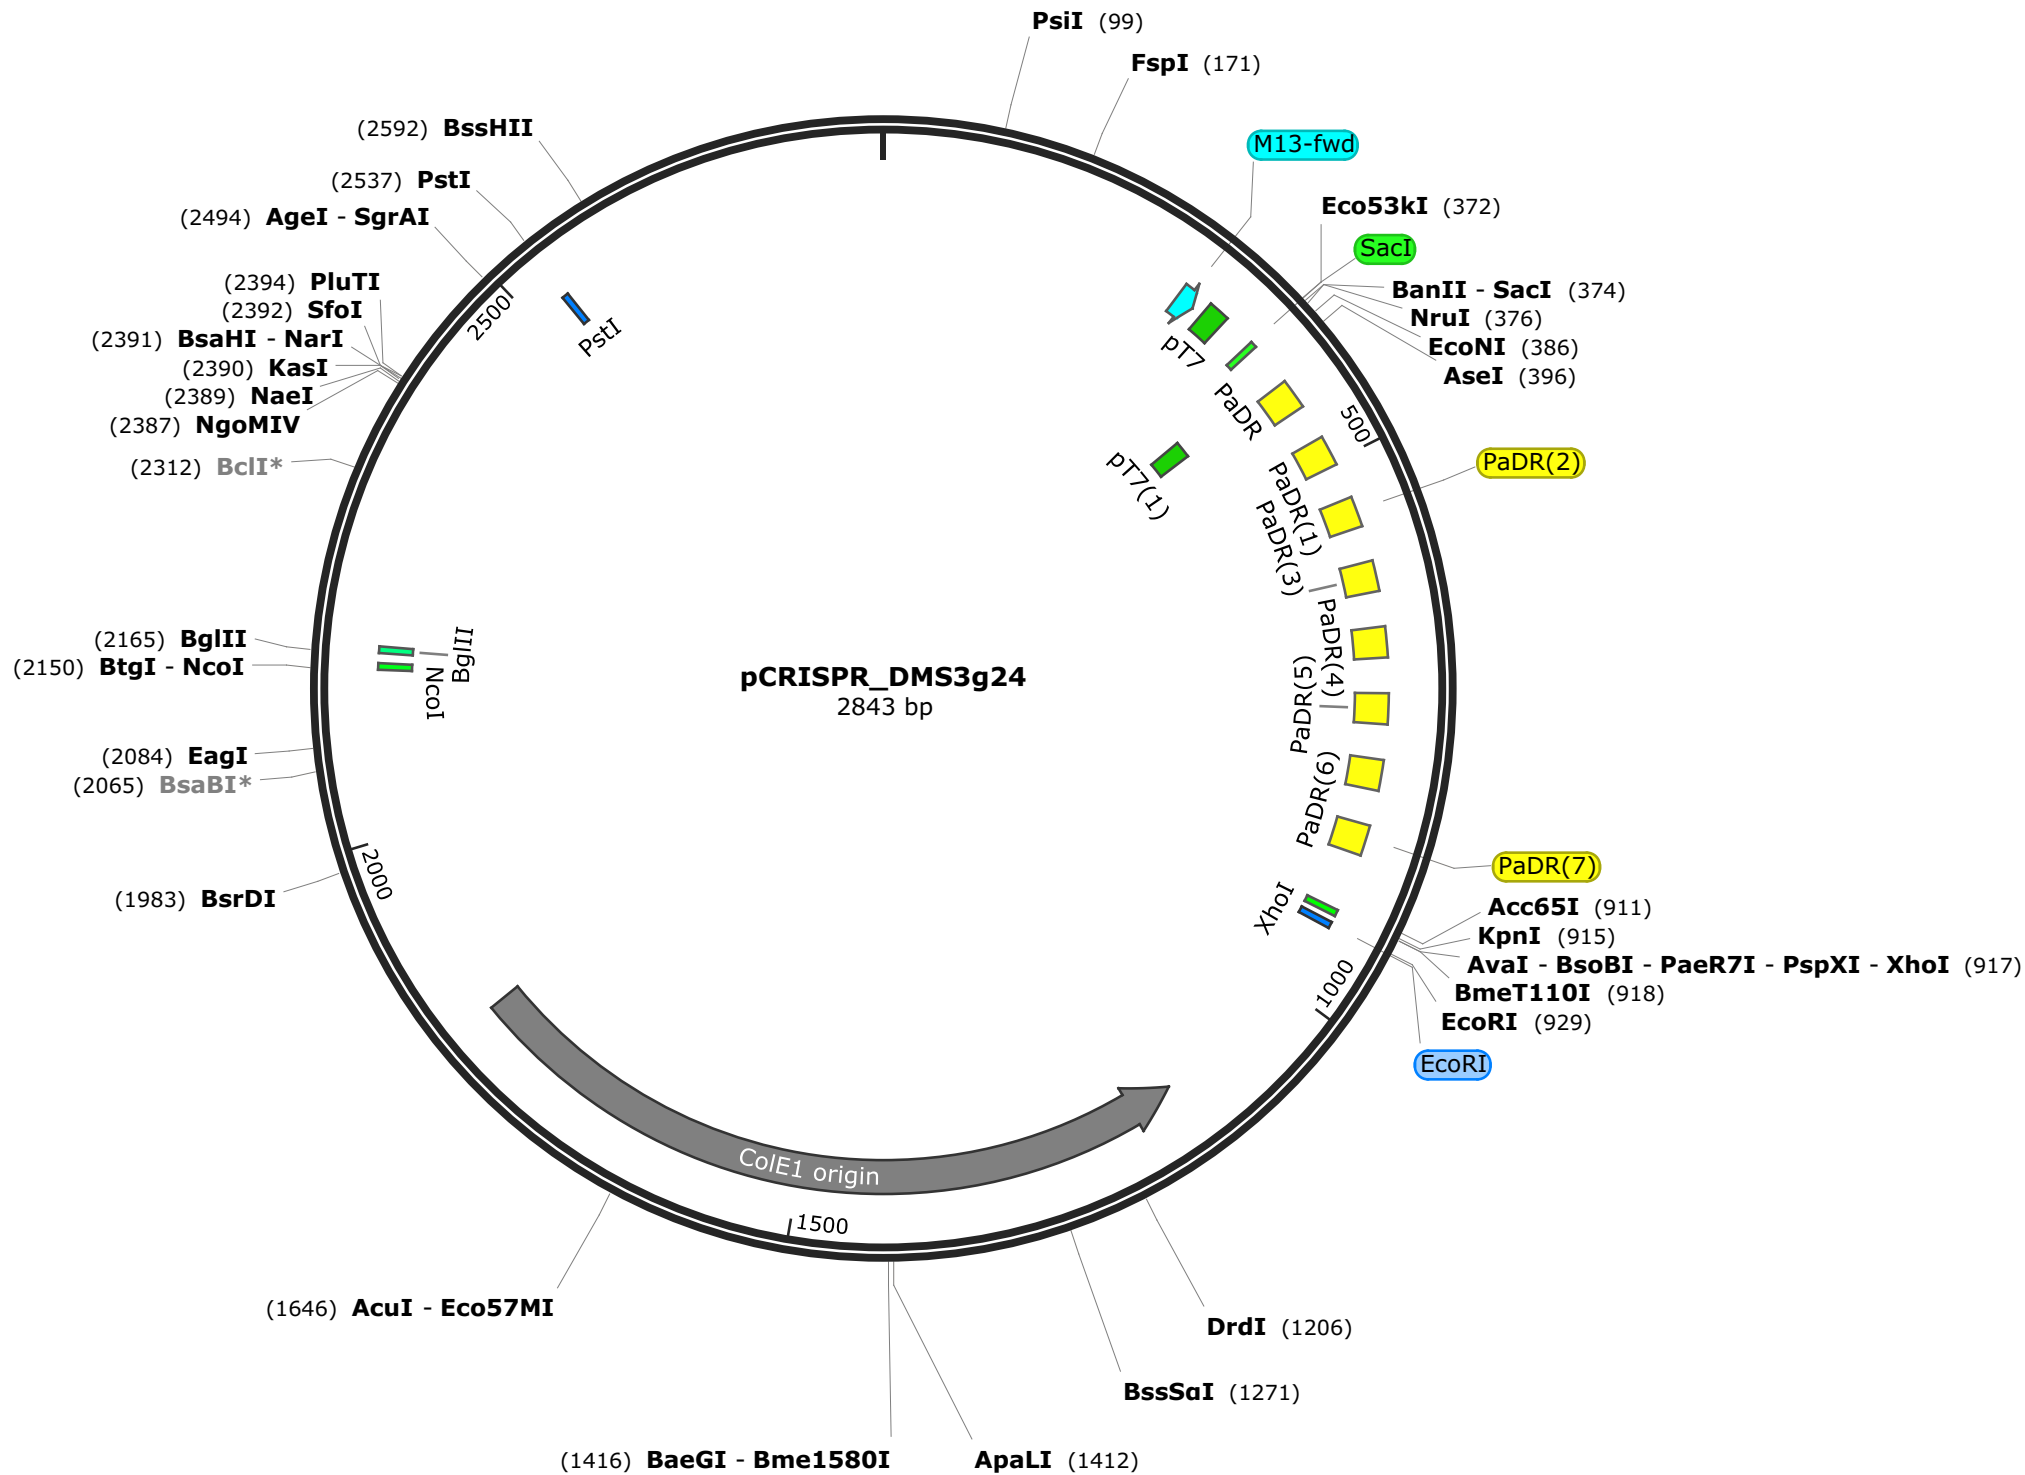 PsiI (99)
FspI (171)
M13-fwd
Eco53kI (372)
SacI
BanII - SacI (374)
NruI (376)
EcoNI (386)
AseI (396)
500
PaDR(2)
PaDR(7)
Acc65I (911)
KpnI (915)
AvaI - BsoBI - PaeR7I - PspXI - XhoI (917)
BmeT110I (918)
EcoRI (929)
EcoRI
1000
DrdI (1206)
BssSαI (1271)
ApaLI (1412)
(1416) BaeGI - Bme1580I
1500
(1646) AcuI - Eco57MI
ColE1 origin
(1983) BsrDI
2000
(2065) BsaBI*
(2084) EagI
(2150) BtgI - NcoI
(2165) BglII
(2312) BclI*
(2387) NgoMIV
(2389) NaeI
(2390) KasI
(2391) BsaHI - NarI
(2392) SfoI
(2394) PluTI
(2494) AgeI - SgrAI
2500
(2537) PstI
(2592) BssHII
PstI
pT7
PaDR
pT7(1)
PaDR(1)
PaDR(3)
PaDR(4)
PaDR(5)
PaDR(6)
XhoI
BglII
NcoI
pCRISPR_DMS3g24
2843 bp